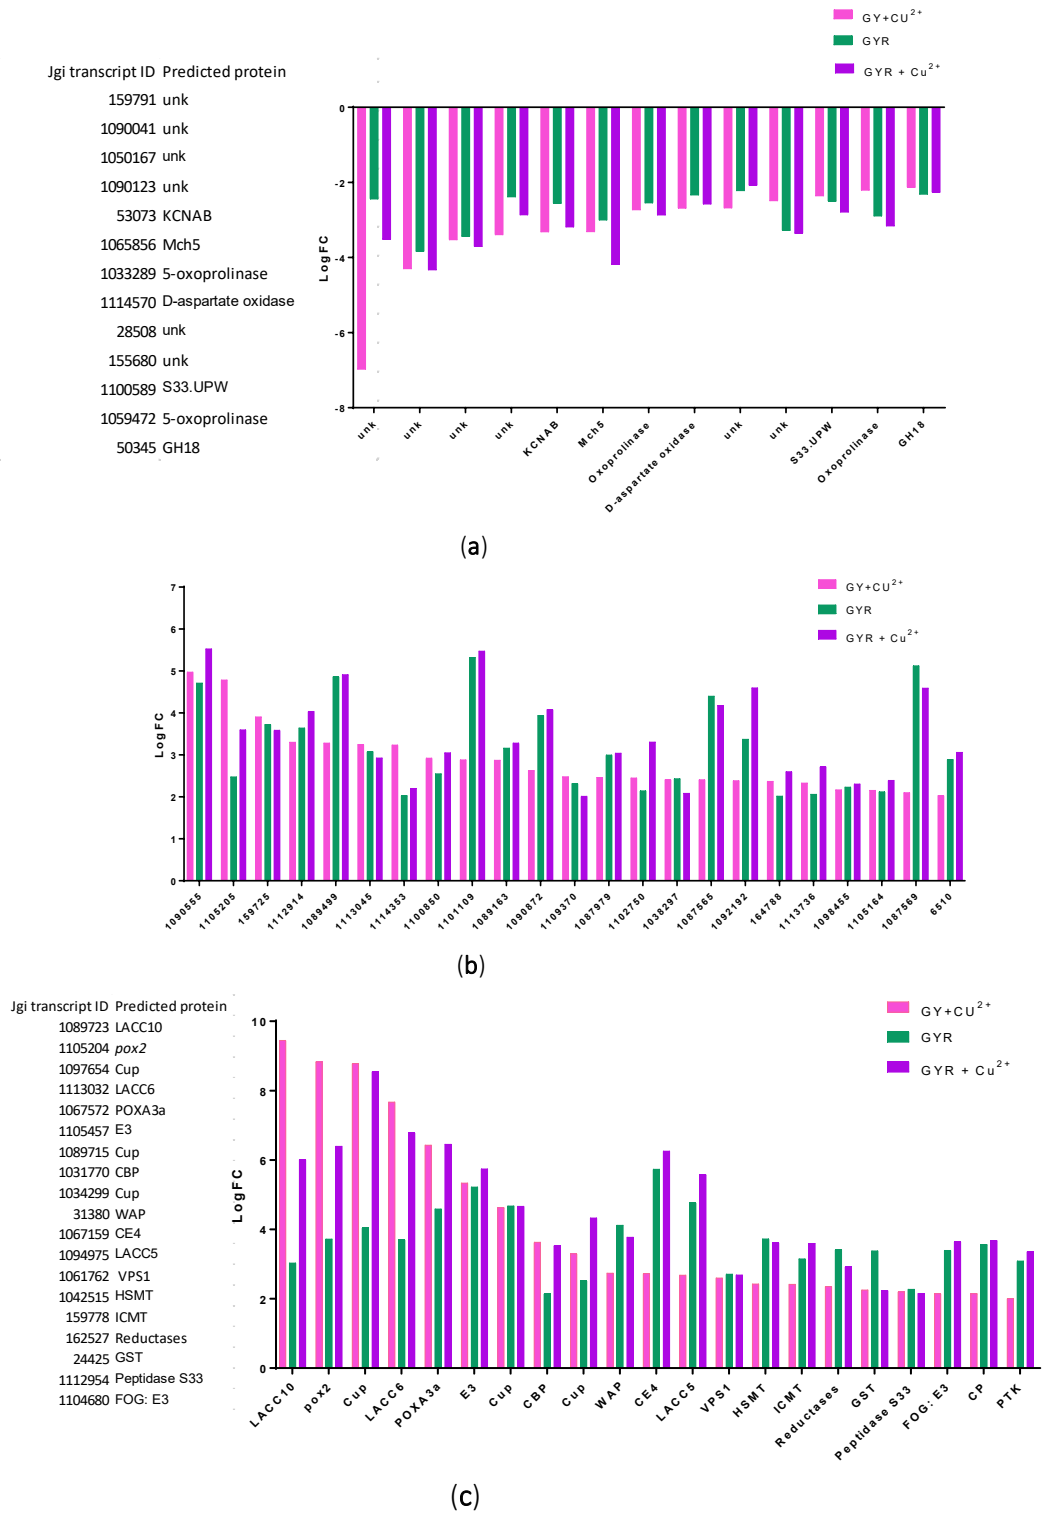 GY+CU2+
GYR
GYR + Cu2+
Jgi transcript ID Predicted protein
159791 unk
1090041 unk
1050167 unk
1090123 unk
53073 KCNAB
1065856 Mch5
1033289 5-oxoprolinase
1114570 D-aspartate oxidase
28508 unk
155680 unk
1100589 S33.UPW
1059472 5-oxoprolinase
50345 GH18
LogFC
0
-2
-4
-6
-8
unk
unk
unk
unk
KCNAB
Mch5
Oxoprolinase
D-aspartate oxidase
unk
unk
S33.UPW
Oxoprolinase
GH18
(a)
GY+CU2+
GYR
GYR + Cu2+
LogFC
7
6
5
4
3
2
1
0
1090555
1105205
159725
1112914
1089499
1113045
1114353
1100850
1101109
1089163
1090872
1109370
1087979
1102750
1038297
1087565
1092192
164788
1113736
1098455
1105164
1087569
6510
(b)
Jgi transcript ID Predicted protein
1089723 LACC10
1105204 pox2
1097654 Cup
1113032 LACC6
1067572 POXA3a
1105457 E3
1089715 Cup
1031770 CBP
1034299 Cup
31380 WAP
1067159 CE4
1094975 LACC5
1061762 VPS1
1042515 HSMT
159778 ICMT
162527 Reductases
24425 GST
1112954 Peptidase S33
1104680 FOG: E3
GY+CU2+
GYR
GYR + Cu2+
LogFC
10
8
6
4
2
0
LACC10
pox2
Cup
LACC6
POXA3a
E3
Cup
CBP
Cup
WAP
CE4
LACC5
VPS1
HSMT
ICMT
Reductases
GST
Peptidase S33
FOG: E3
CP
PTK
(c)